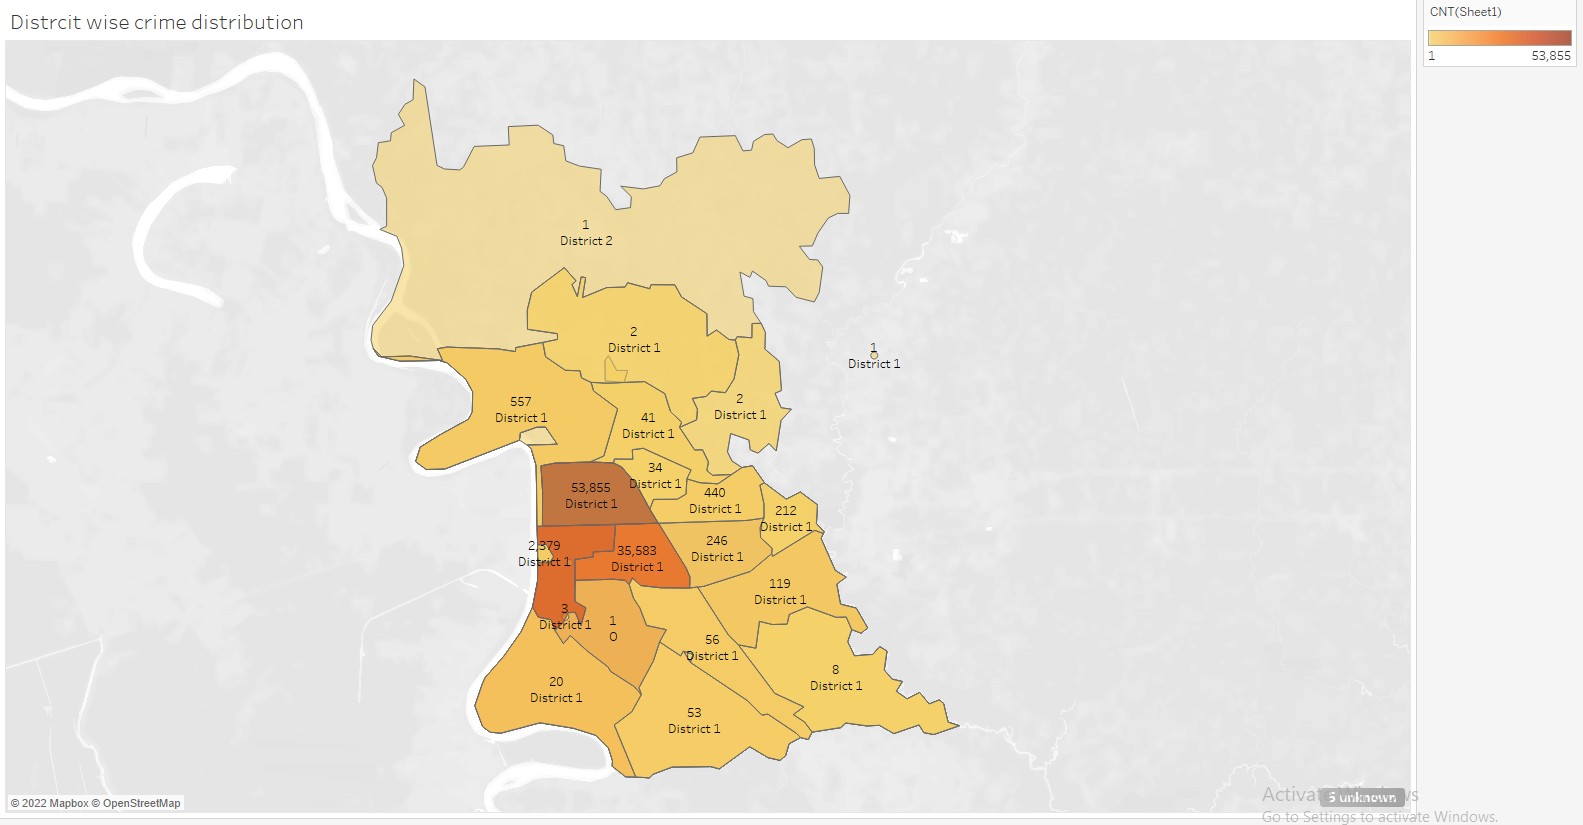 Distrcit wise crime distribution
CNT(Sheet1)
1
53,855
1
District 2
2
District 1
1
District 1
557
District 1
2
District 1
41
District 1
34
District 1
53,855
District 1
440
District 1
212
District 1
2,379
District 1
35,583
District 1
246
District 1
119
District 1
3
District 1
1
0
56
District 1
8
District 1
20
District 1
53
District 1
© 2022 Mapbox © OpenStreetMap
5 unknown
Activate Windows
Go to Settings to activate Windows.